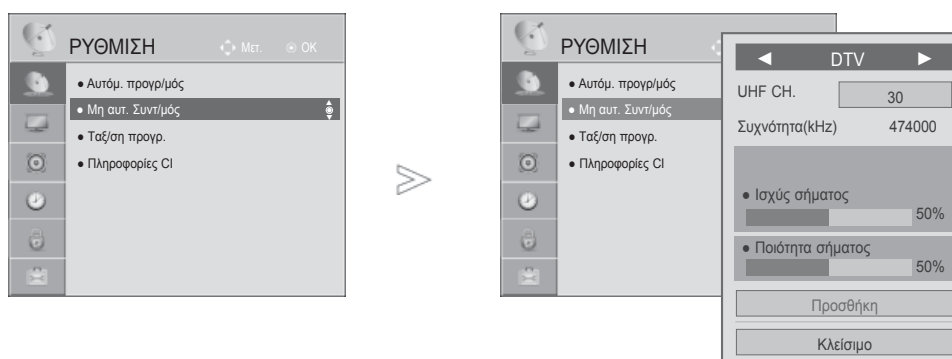 ΡΥΘΜΙΣΗ Μετ. OK
● Αυτόμ. προγρ/μός
● Μη αυτ. Συντ/μός
● Ταξ/ση προγρ.
● Πληροφορίες CI
ΡΥΘΜΙΣΗ
● Αυτόμ. προγρ/μός
● Μη αυτ. Συντ/μός
● Ταξ/ση προγρ.
● Πληροφορίες CI
◄ DTV ►
UHF CH. 30
Συχνότητα(kHz) 474000
● Ισχύς σήματος
50%
● Ποιότητα σήματος
50%
Προσθήκη
Κλείσιμο